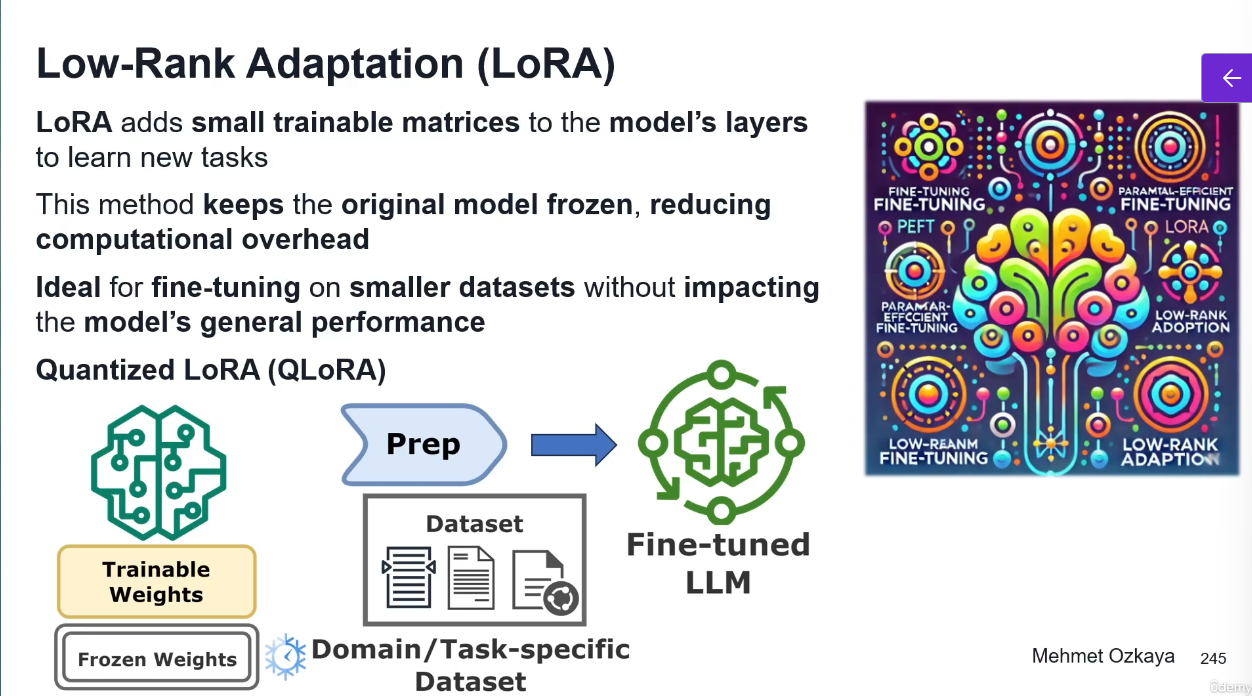 Low-Rank Adaptation (LoRA)
LoRA adds small trainable matrices to the model’s layers
to learn new tasks
This method keeps the original model frozen, reducing
computational overhead
Ideal for fine-tuning on smaller datasets without impacting
the model’s general performance
Quantized LoRA (QLoRA)
Trainable
Weights
Frozen Weights
Prep
Dataset
Domain/Task-specific
Dataset
Fine-tuned
LLM
FINE-TUNING
FINE-TUNING
PARAMTAL-EFFICIENT
FINE-TUNING
PEFT
LORA
PARAMAR-
EFFCCIENT
FINE-TUNING
LOW-RANK
ADOPTION
LOW-REANM
FINE-TUNING
LOW-RANK
ADAPTION
Mehmet Ozkaya
245
ûdemy